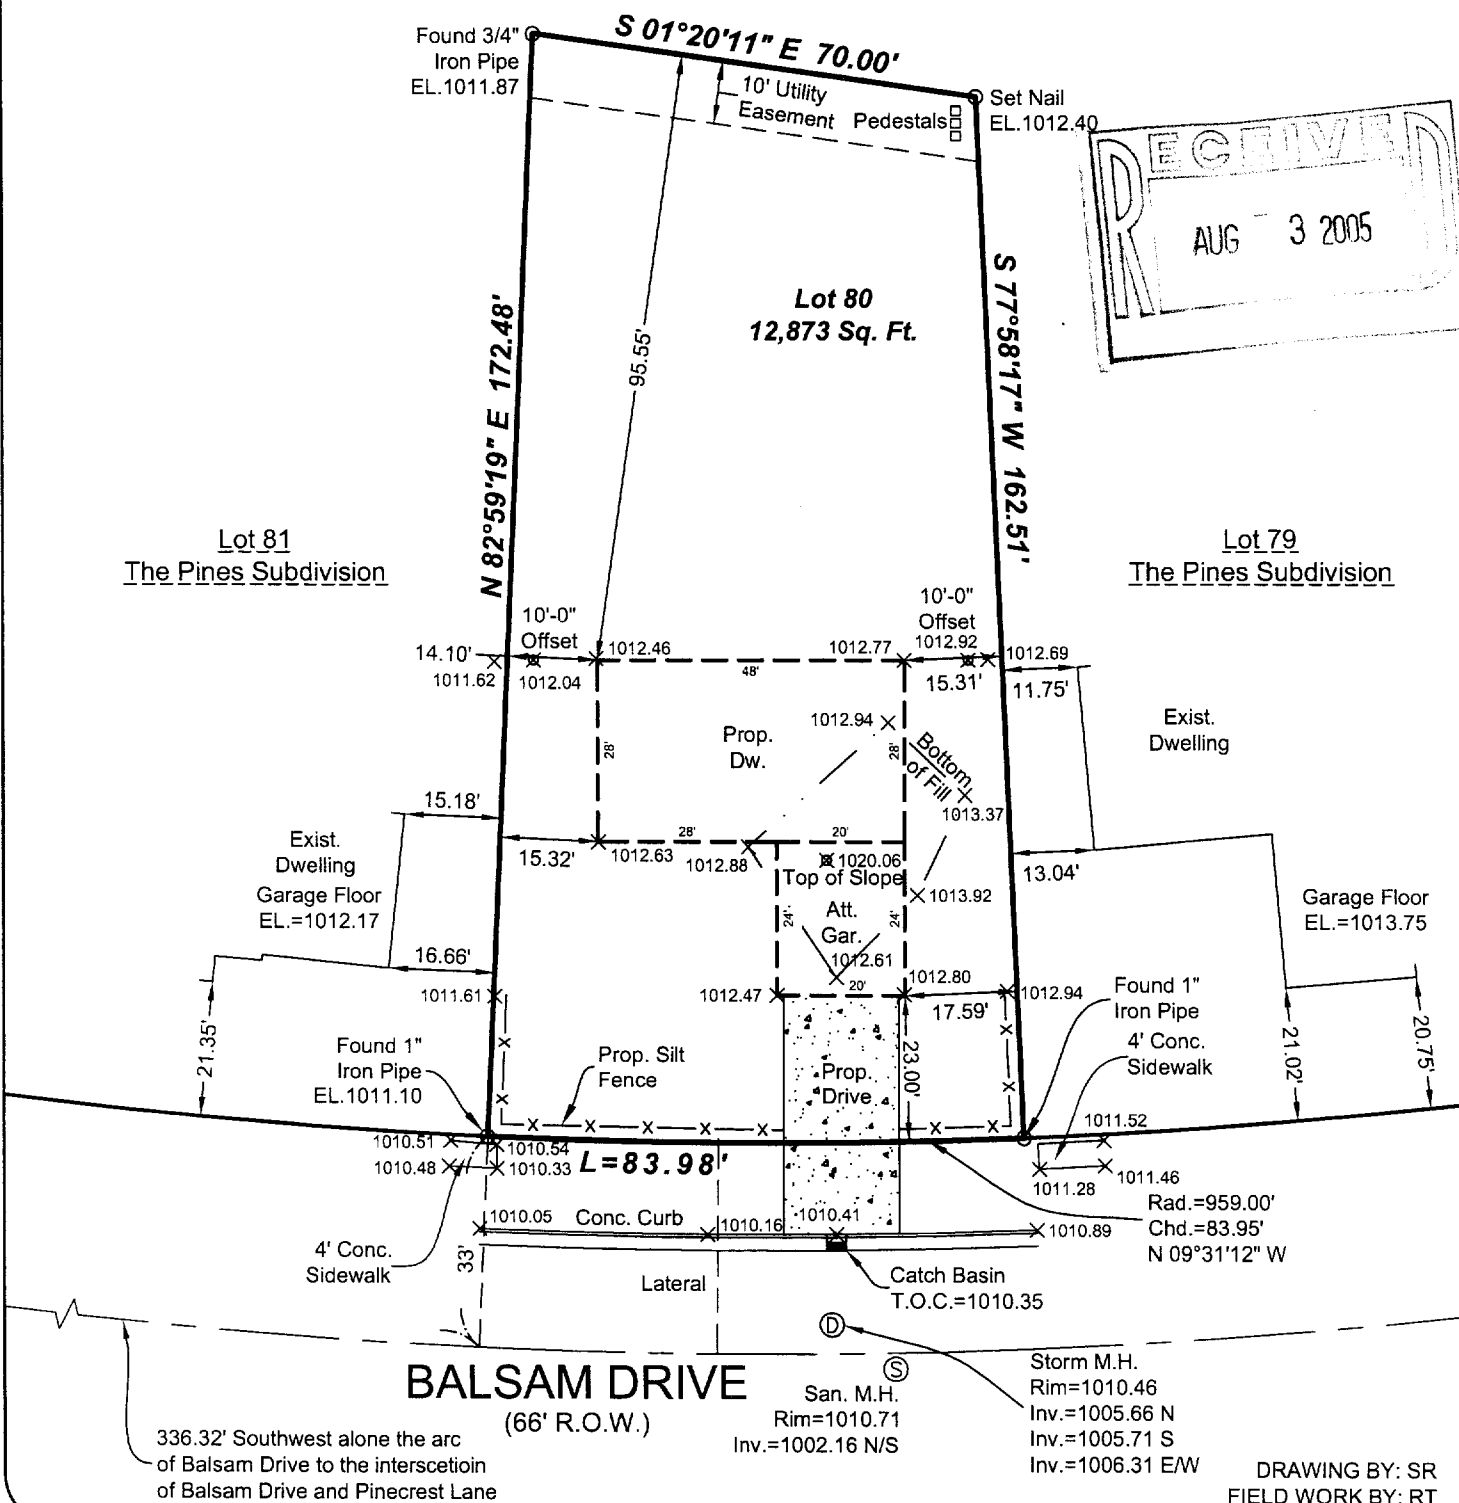 Found 3/4"
Iron Pipe
EL.1011.87
S 01°20'11" E 70.00'
10' Utility
Easement
Pedestals
Set Nail
EL.1012.40
RECEIVED
AUG - 3 2005
Lot 80
12,873 Sq. Ft.
95.55'
N 82°59'19" E 172.48'
S 77°58'17" W 162.51'
Lot 81
The Pines Subdivision
Lot 79
The Pines Subdivision
10'-0"
Offset
10'-0"
Offset
14.10'
1011.62
1012.04
1012.46
48'
1012.77
1012.92
1012.69
15.31'
11.75'
Exist.
Dwelling
1012.94
Prop.
Dw.
28'
28'
Bottom
of Fill
1013.37
15.18'
15.32'
28'
20'
1012.63
1012.88
1020.06
Top of Slope
13.04'
Exist.
Dwelling
Garage Floor
EL.=1012.17
Garage Floor
EL.=1013.75
1013.92
Att.
Gar.
24'
24'
1012.61
16.66'
1011.61
1012.47
20'
1012.80
17.59'
1012.94
Found 1"
Iron Pipe
4' Conc.
Sidewalk
21.35'
21.02'
20.75'
Found 1"
Iron Pipe
EL.1011.10
Prop. Silt
Fence
Prop.
Drive
23.00'
1011.52
1010.51
1010.54
1010.48
1010.33
L=83.98'
1011.28
1011.46
Rad.=959.00'
Chd.=83.95'
N 09°31'12" W
1010.05
Conc. Curb
1010.16
1010.41
1010.89
4' Conc.
Sidewalk
33'
Lateral
Catch Basin
T.O.C.=1010.35
D
S
BALSAM DRIVE
(66' R.O.W.)
San. M.H.
Rim=1010.71
Inv.=1002.16 N/S
Storm M.H.
Rim=1010.46
Inv.=1005.66 N
Inv.=1005.71 S
Inv.=1006.31 E/W
336.32' Southwest alone the arc
of Balsam Drive to the interscetioin
of Balsam Drive and Pinecrest Lane
DRAWING BY: SR
FIELD WORK BY: RT